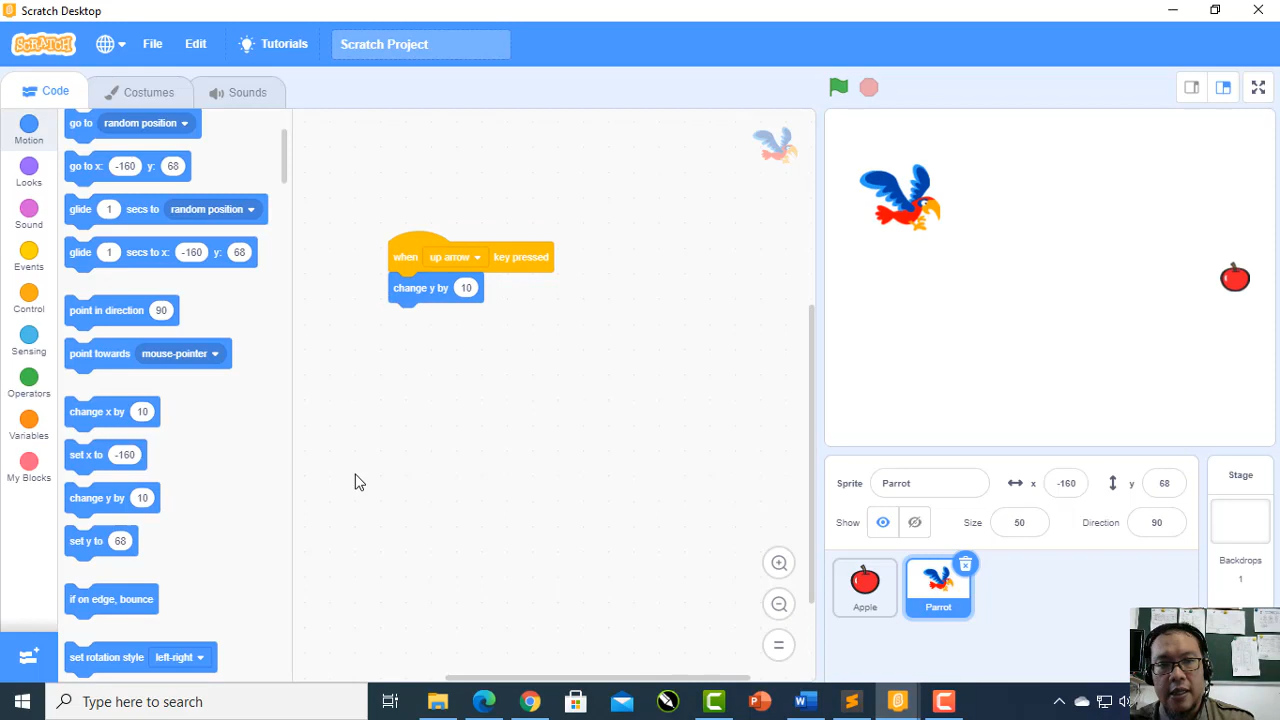 Scratch Desktop
SCRATCH
File
Edit
Tutorials
Scratch Project
Code
Costumes
Sounds
Motion
Looks
Sound
Events
Control
Sensing
Operators
Variables
My Blocks
go to random position
go to x: -160 y: 68
glide 1 secs to random position
glide 1 secs to x: -160 y: 68
point in direction 90
point towards mouse-pointer
change x by 10
set x to -160
change y by 10
set y to 68
if on edge, bounce
set rotation style left-right
when up arrow key pressed
change y by 10
Sprite Parrot x -160 y 68
Show Size 50 Direction 90
Apple
Parrot
Stage
Backdrops
1
Type here to search